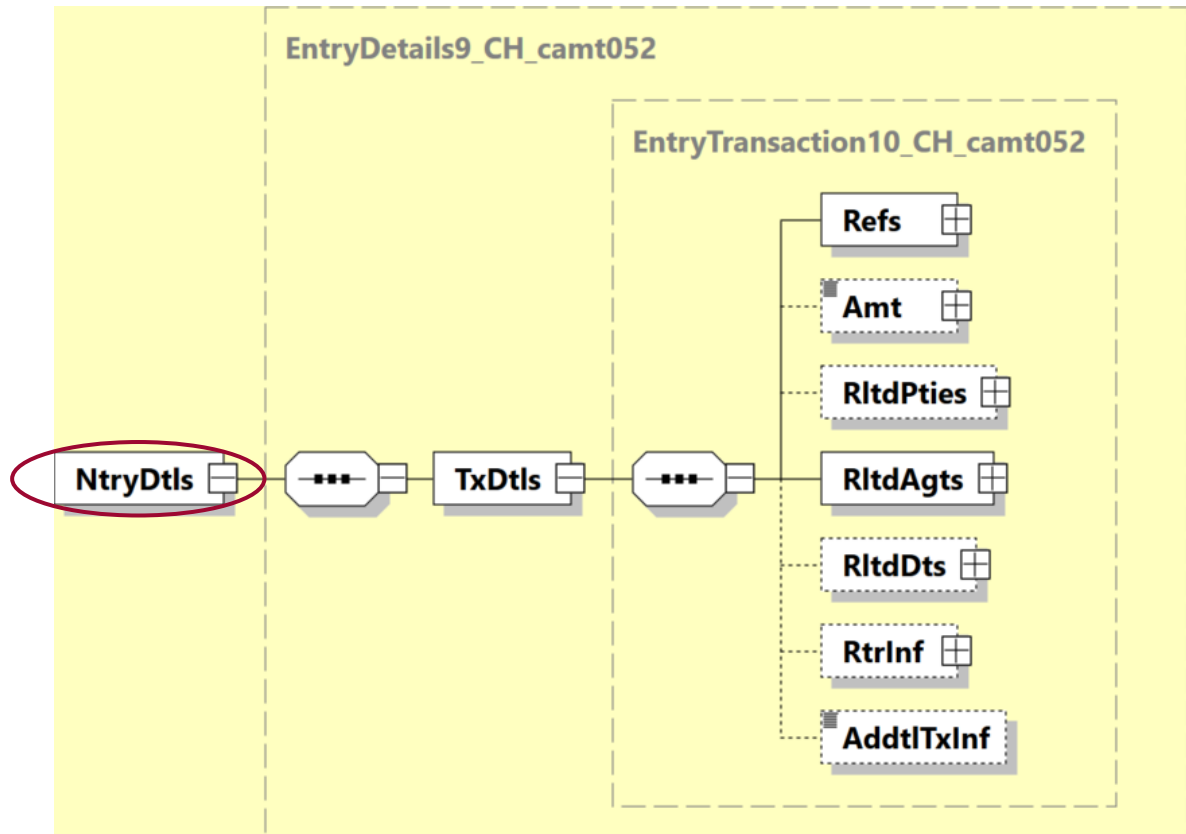 EntryDetails9_CH_camt052
EntryTransaction10_CH_camt052
Refs
Amt
RltdPties
NtryDtls
TxDtls
RltdAgts
RltdDts
RtrInf
AddtlTxInf